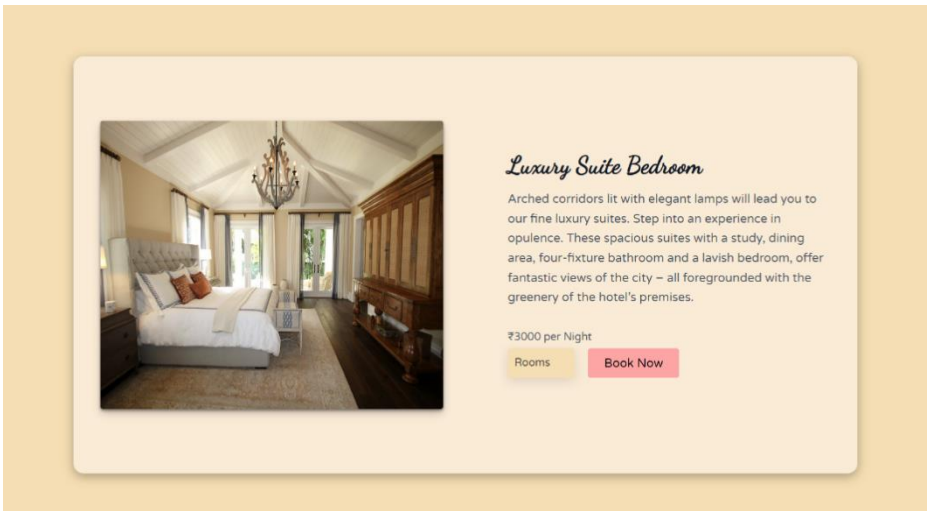 Luxury Suite Bedroom
Arched corridors lit with elegant lamps will lead you to
our fine luxury suites. Step into an experience in
opulence. These spacious suites with a study, dining
area, four-fixture bathroom and a lavish bedroom, offer
fantastic views of the city – all foregrounded with the
greenery of the hotel's premises.
₹3000 per Night
Rooms
Book Now